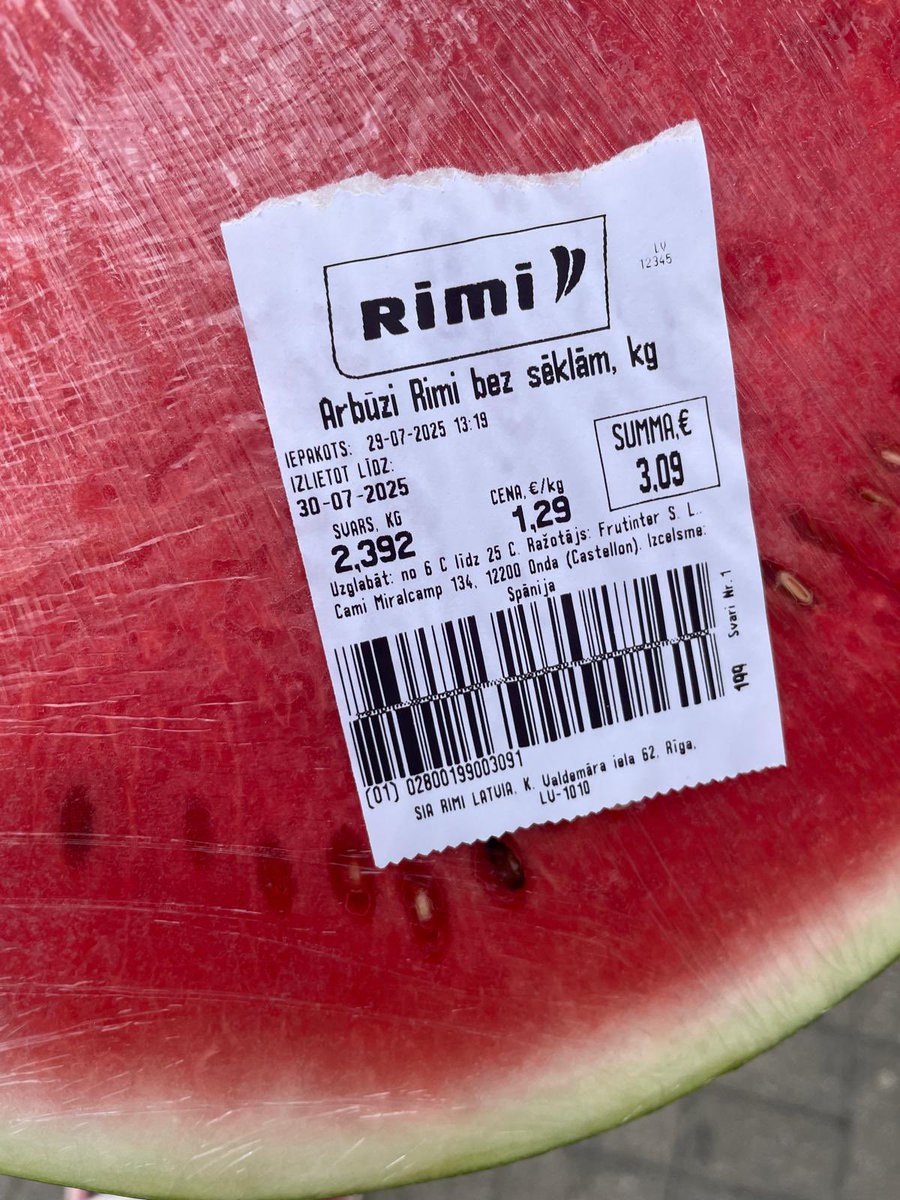 Rimi
LV
12345
Arbūzi Rimi bez sēklām, kg
IEPAKOTS: 29-07-2025 13:19
IZLIETOT LĪDZ:
30-07-2025
SVARS, KG
2,392
CENA, €/kg
1,29
SUMMA,€
3,09
Uzglabāt: no 6 C līdz 25 C. Ražotājs: Frutinter S. L..
Cami Miralcamp 134, 12200 Onda (Castellon). Izcelsme:
Spānija
199 Svari Nr. 1
(01) 02800199003091
SIA RIMI LATVIA, K. Valdemāra iela 62, Rīga,
LV-1010